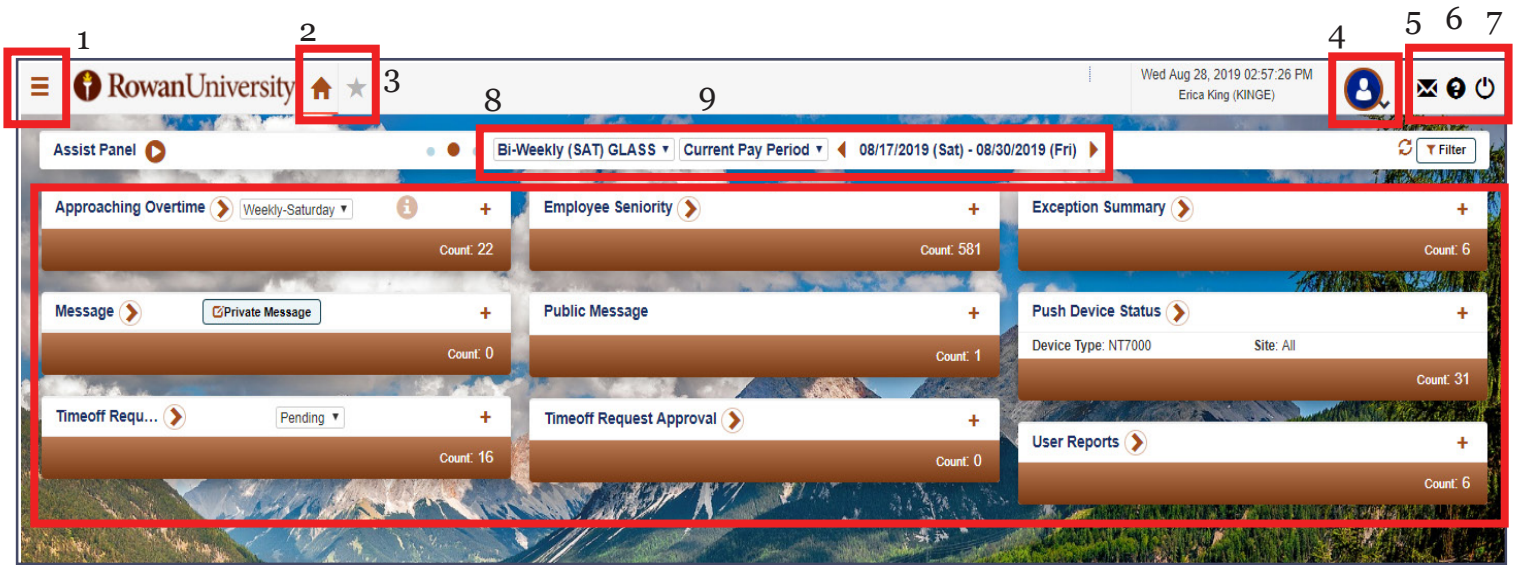 1 2 3 4 5 6 7
RowanUniversity
Wed Aug 28, 2019 02:57:26 PM
Erica King (KINGE)
8 9
Assist Panel
Bi-Weekly (SAT) GLASS Current Pay Period 08/17/2019 (Sat) - 08/30/2019 (Fri)
Filter
Approaching Overtime Weekly-Saturday +
Count: 22
Employee Seniority +
Count: 581
Exception Summary +
Count: 6
Message Private Message +
Count: 0
Public Message +
Count: 1
Push Device Status +
Device Type: NT7000 Site: All
Count: 31
Timeoff Requ... Pending +
Count: 16
Timeoff Request Approval +
Count: 0
User Reports +
Count: 6